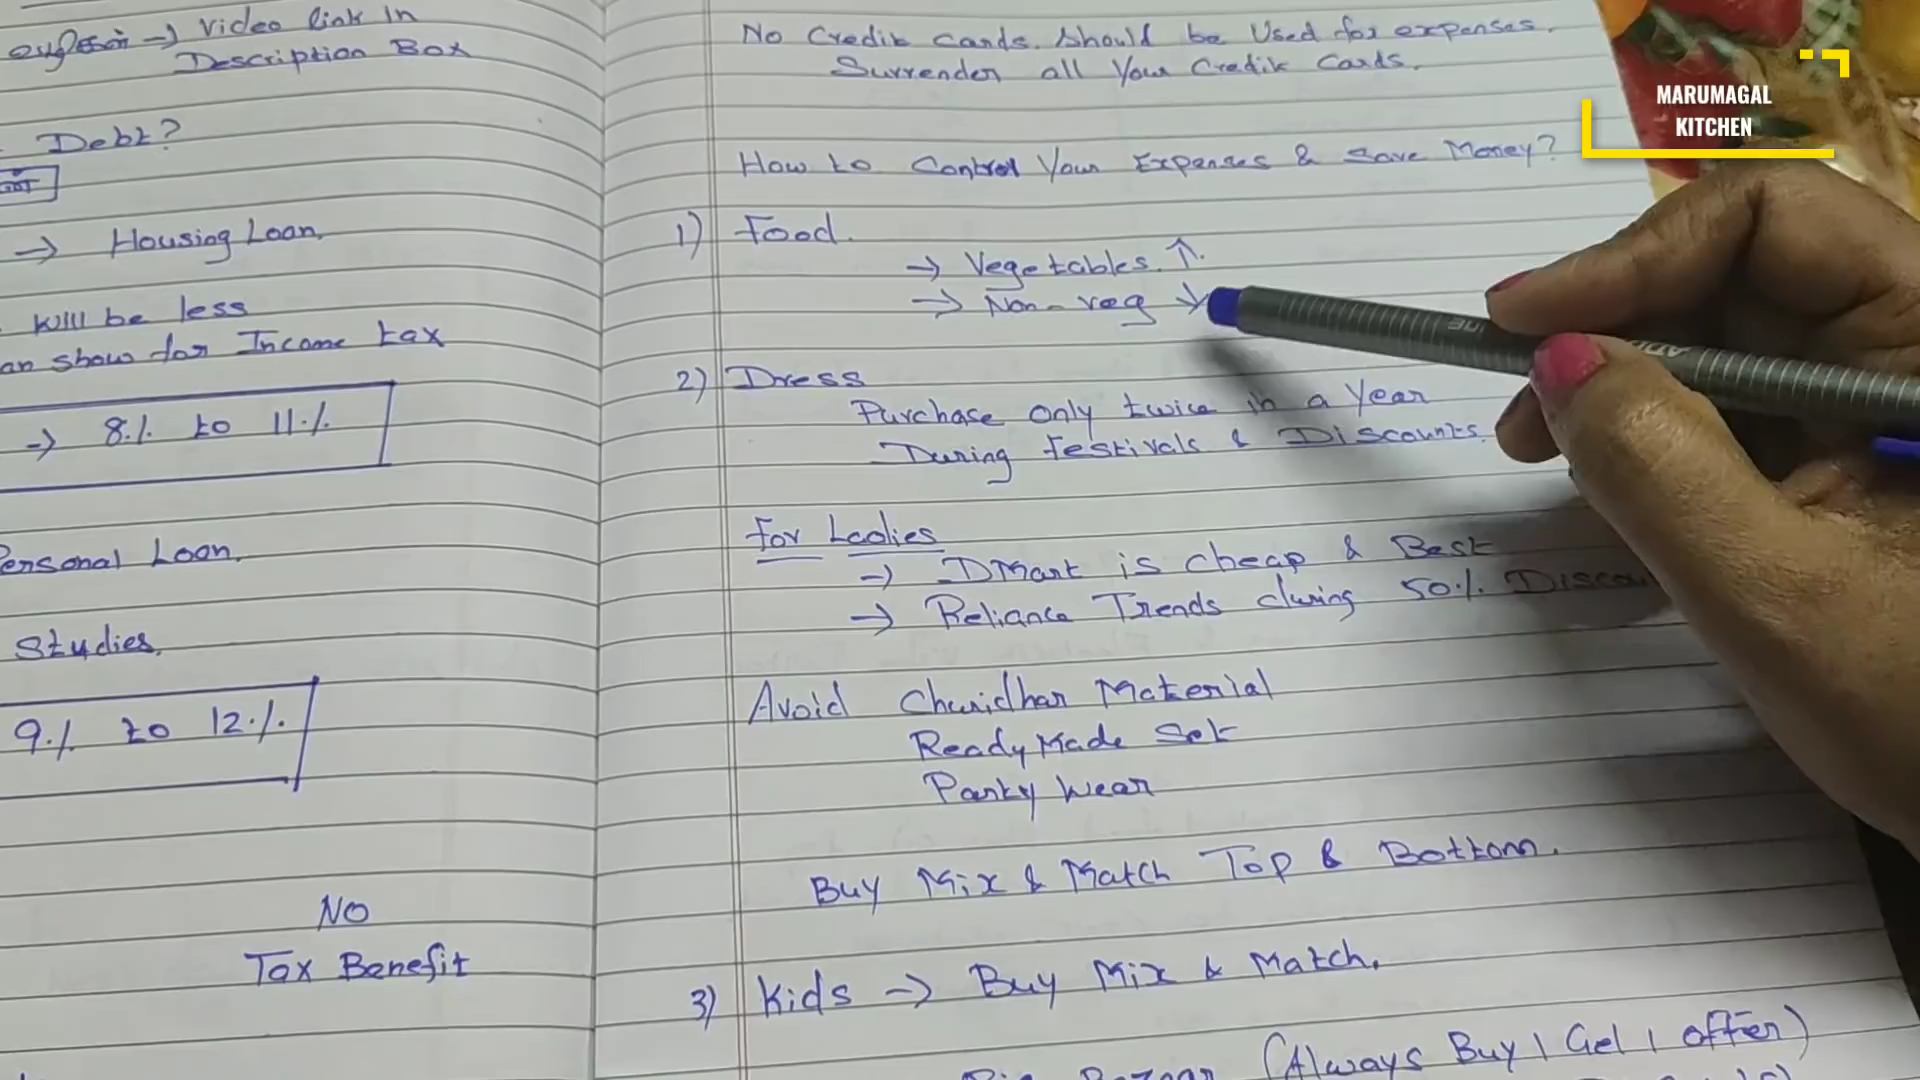 வழிகள் → Video link in
Description Box
Debt?
→ Housing Loan.
Will be less
an show for Income tax
→ 8% to 11%
Personal Loan.
Studies.
9% to 12%
NO
Tax Benefit
No Credit cards should be Used for expenses.
Surrender all Your Credit Cards.
How to Control Your Expenses & Save Money?
1) Food.
→ Vegetables. ↑.
→ Non-veg ↓
2) Dress
Purchase only twice in a Year
During Festivals & Discounts.
For Ladies
→ DMart is cheap & Best
→ Reliance Trends during 50% Discou
Avoid Churidhar Material
ReadyMade Set
Party Wear
Buy Mix & Match Top & Bottom.
3) Kids → Buy Mix & Match.
Big Bazaar (Always Buy 1 Get 1 offer)
MARUMAGAL
KITCHEN